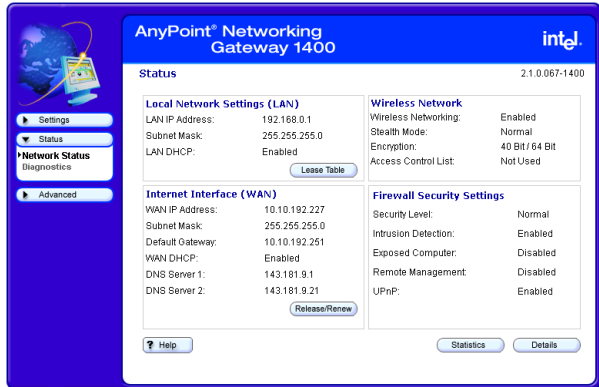 AnyPoint® Networking
Gateway 1400
intel.
Status
2.1.0.067-1400
Settings
Status
Network Status
Diagnostics
Advanced
Local Network Settings (LAN)
LAN IP Address: 192.168.0.1
Subnet Mask: 255.255.255.0
LAN DHCP: Enabled
Lease Table
Wireless Network
Wireless Networking: Enabled
Stealth Mode: Normal
Encryption: 40 Bit / 64 Bit
Access Control List: Not Used
Internet Interface (WAN)
WAN IP Address: 10.10.192.227
Subnet Mask: 255.255.255.0
Default Gateway: 10.10.192.251
WAN DHCP: Enabled
DNS Server 1: 143.181.9.1
DNS Server 2: 143.181.9.21
Release/Renew
Firewall Security Settings
Security Level: Normal
Intrusion Detection: Enabled
Exposed Computer: Disabled
Remote Management: Disabled
UPnP: Enabled
? Help
Statistics
Details